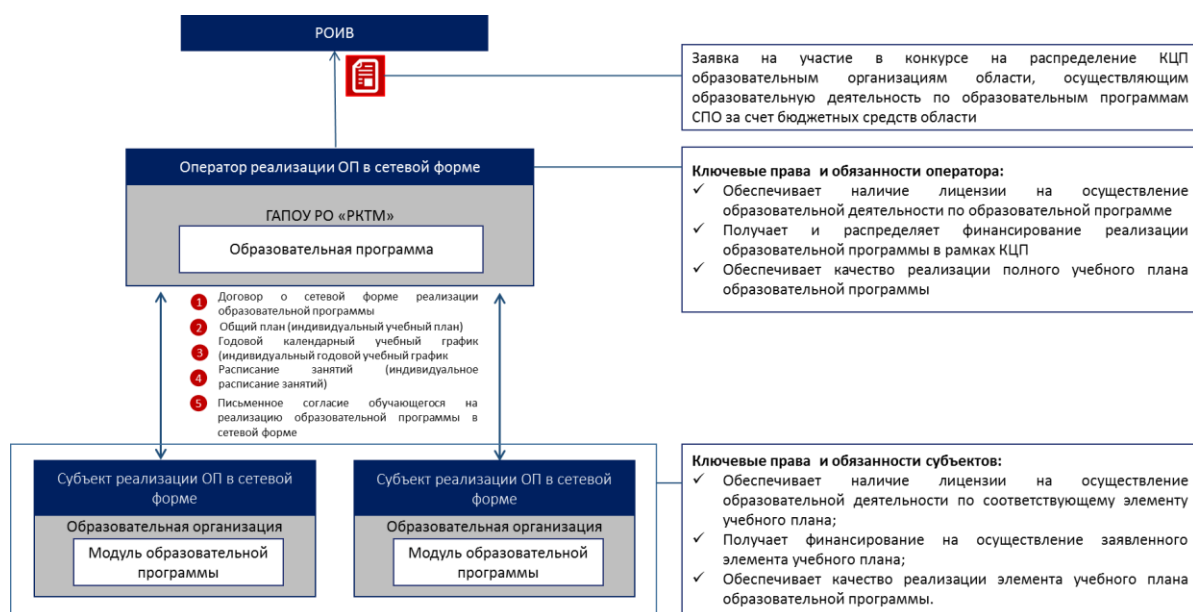 РОИВ
Заявка на участие в конкурсе на распределение КЦП
образовательным организациям области, осуществляющим
образовательную деятельность по образовательным программам
СПО за счет бюджетных средств области
Оператор реализации ОП в сетевой форме
ГАПОУ РО «РКТМ»
Образовательная программа
Ключевые права и обязанности оператора:
✓ Обеспечивает наличие лицензии на осуществление
образовательной деятельности по образовательной программе
✓ Получает и распределяет финансирование реализации
образовательной программы в рамках КЦП
✓ Обеспечивает качество реализации полного учебного плана
образовательной программы
1 Договор о сетевой форме реализации
образовательной программы
2 Общий план (индивидуальный учебный план)
3 Годовой календарный учебный график
(индивидуальный годовой учебный график
4 Расписание занятий (индивидуальное
расписание занятий)
5 Письменное согласие обучающегося на
реализацию образовательной программы в
сетевой форме
Субъект реализации ОП в сетевой
форме
Образовательная организация
Модуль образовательной
программы
Субъект реализации ОП в сетевой
форме
Образовательная организация
Модуль образовательной
программы
Ключевые права и обязанности субъектов:
✓ Обеспечивает наличие лицензии на осуществление
образовательной деятельности по соответствующему элементу
учебного плана;
✓ Получает финансирование на осуществление заявленного
элемента учебного плана;
✓ Обеспечивает качество реализации элемента учебного плана
образовательной программы.